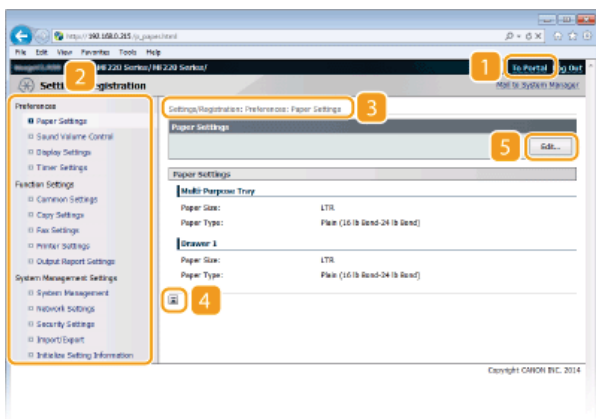 http://192.168.0.215/p_paper.html
File Edit View Favorites Tools Help
MF220 Series/MF220 Series/
To Portal Log Out
1
2
Mail to System Manager
Preferences
Paper Settings
Sound Volume Control
Display Settings
Timer Settings
Function Settings
Common Settings
Copy Settings
Fax Settings
Printer Settings
Output Report Settings
System Management Settings
System Management
Network Settings
Security Settings
Import/Export
Initialize Setting Information
Settings/Registration: Preferences: Paper Settings
3
Paper Settings
5
Edit...
Paper Settings
Multi-Purpose Tray
Paper Size: LTR
Paper Type: Plain (16 lb Bond-24 lb Bond)
Drawer 1
Paper Size: LTR
Paper Type: Plain (16 lb Bond-24 lb Bond)
4
Copyright CANON INC. 2014